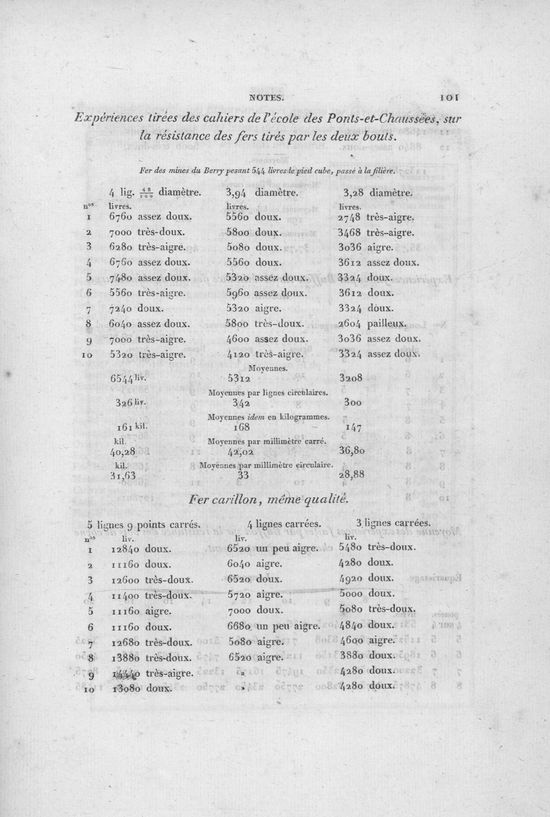 NOTES. 101
Expériences tirées des cahiers de l'école des Ponts-et-Chaussées, sur
la résistance des fers tirés par les deux bouts.
Fer des mines du Berry pesant 544 livres le pied cube, passé à la filière.
4 lig. 48/100 diamètre. 3,94 diamètre. 3,28 diamètre.
nos livres. livres. livres.
1 6760 assez doux. 5560 doux. 2748 très-aigre.
2 7000 très-doux. 5800 doux. 3468 très-aigre.
3 6280 très-aigre. 5080 doux. 3036 aigre.
4 6760 assez doux. 5560 doux. 3612 assez doux.
5 7480 assez doux. 5320 assez doux. 3324 doux.
6 5560 très-aigre. 5960 assez doux. 3612 doux.
7 7240 doux. 5320 aigre. 3324 doux.
8 6040 assez doux. 5800 très-doux. 2604 pailleux.
9 7000 très-aigre. 4600 assez doux. 3036 assez doux.
10 5320 très-aigre. 4120 très-aigre. 3324 assez doux.
Moyennes.
6544 liv. 5312 3208
Moyennes par lignes circulaires.
326 liv. 342 300
Moyennes idem en kilogrammes.
161 kil. 168 147
kil. Moyennes par millimètre carré.
40,28 42,02 36,80
kil. Moyennes par millimètre circulaire.
31,63 33 28,88
Fer carillon, même qualité.
5 lignes 9 points carrés. 4 lignes carrées. 3 lignes carrées.
nos liv. liv. liv.
1 12840 doux. 6520 un peu aigre. 5480 très-doux.
2 11160 doux. 6040 aigre. 4280 doux.
3 12600 très-doux. 6520 doux. 4920 doux.
4 11400 très-doux. 5720 aigre. 5000 doux.
5 11160 aigre. 7000 doux. 5080 très-doux.
6 11160 doux. 6680 un peu aigre. 4840 doux.
7 12680 très-doux. 5080 aigre. 4600 aigre.
8 13880 très-doux. 6520 aigre. 3880 doux.
9 très-aigre. » 4280 doux.
10 13080 doux. » 4280 doux.